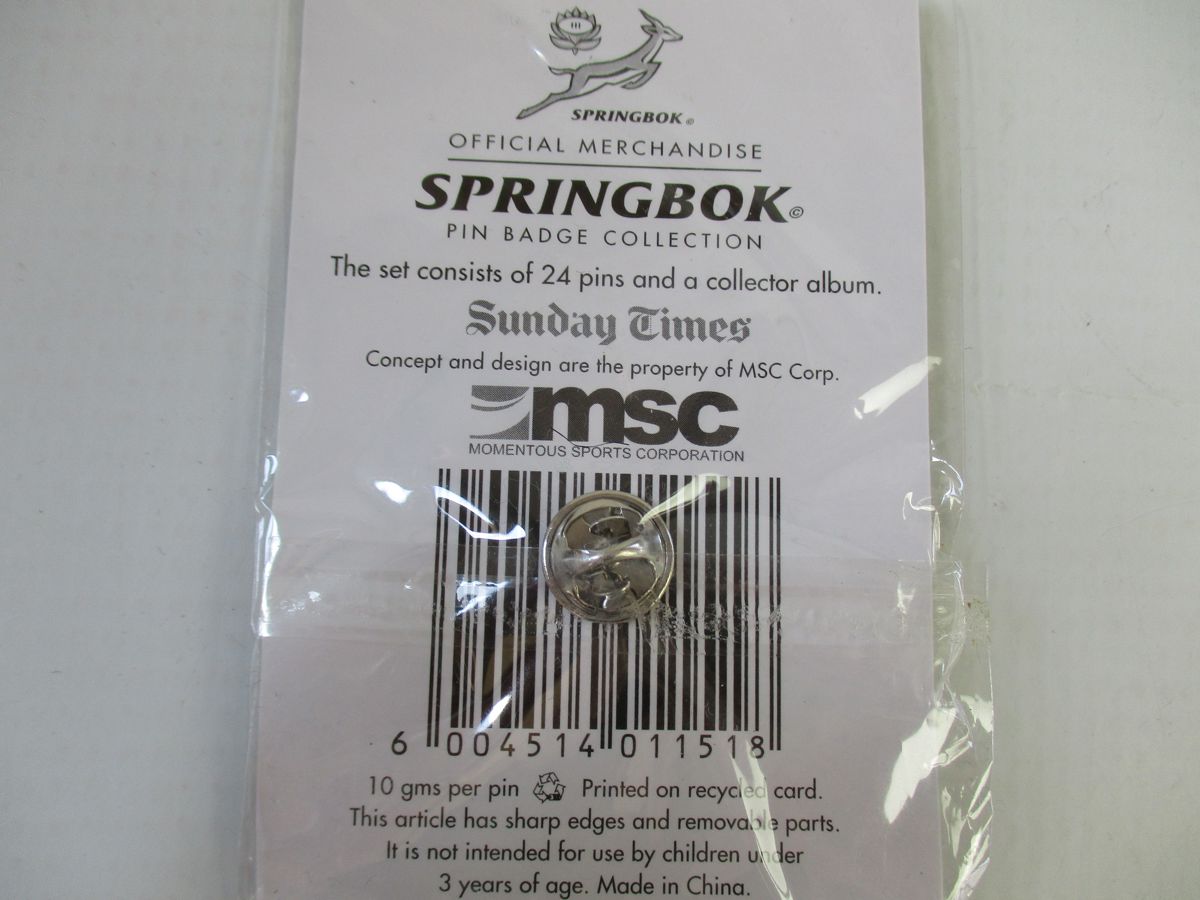 SPRINGBOK©
OFFICIAL MERCHANDISE
SPRINGBOK©
PIN BADGE COLLECTION
The set consists of 24 pins and a collector album.
Sunday Times
Concept and design are the property of MSC Corp.
msc
MOMENTOUS SPORTS CORPORATION
6 004514 011518
10 gms per pin Printed on recycled card.
This article has sharp edges and removable parts.
It is not intended for use by children under
3 years of age. Made in China.